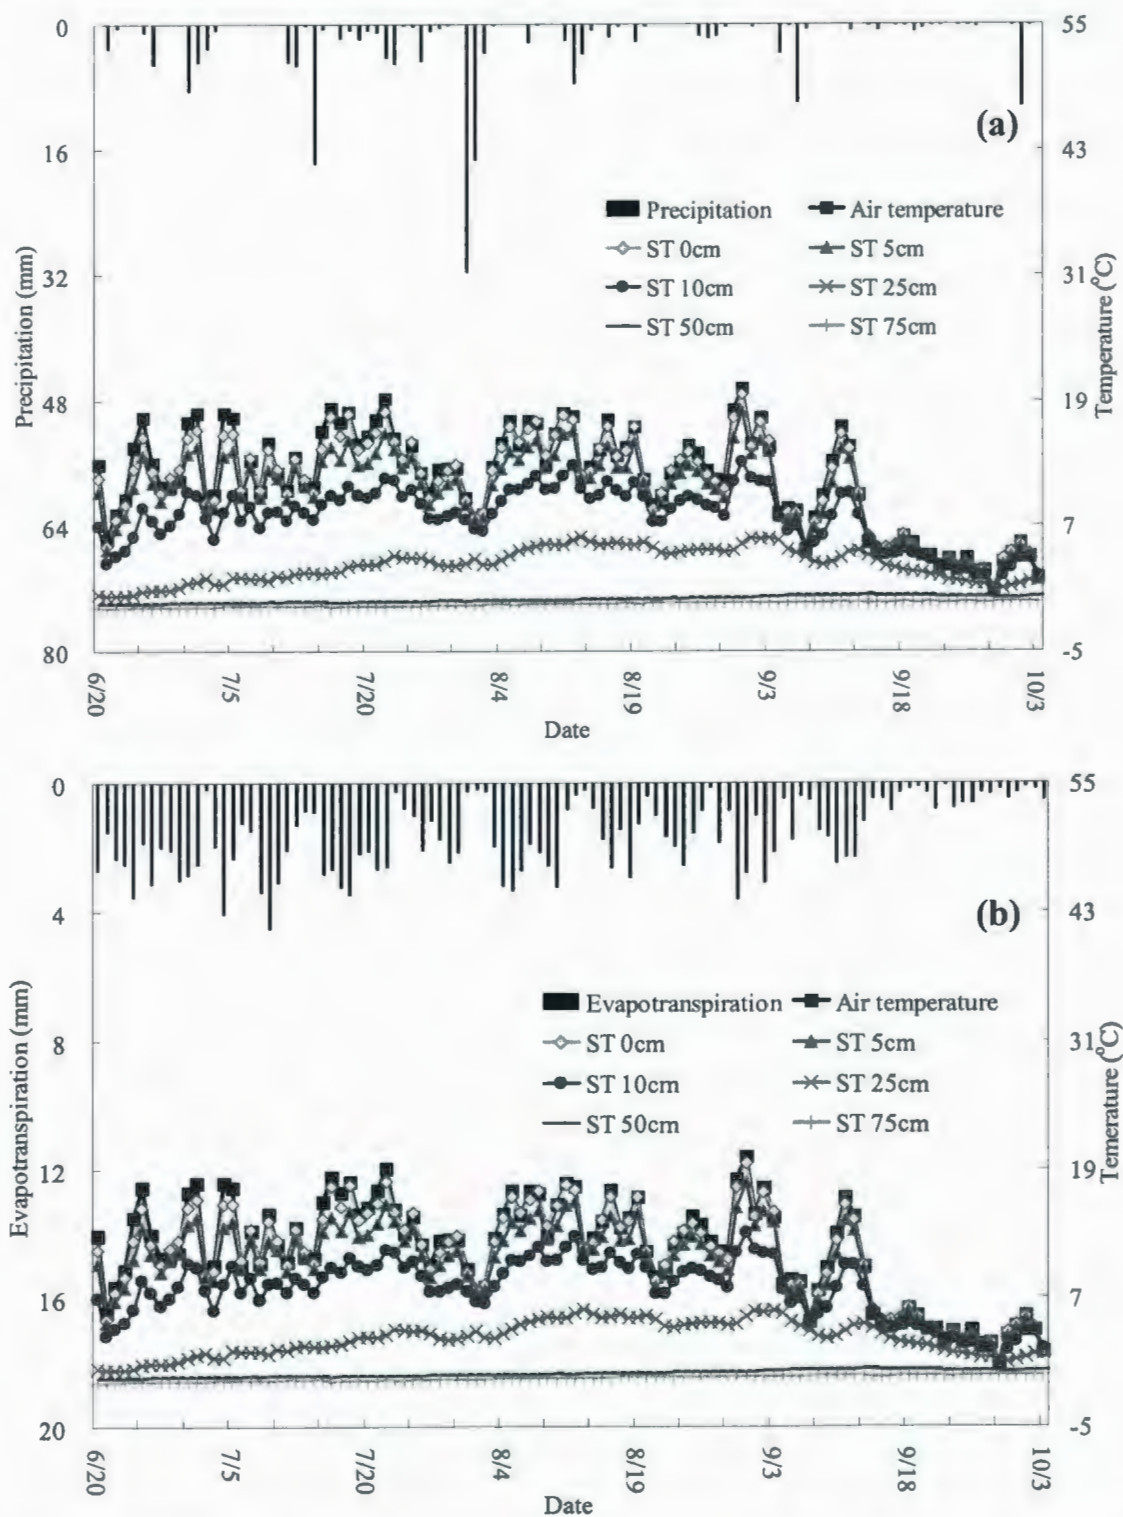 0
16
32
48
64
80
Precipitation (mm)
55
43
31
19
7
-5
Temperature (°C)
(a)
Precipitation
Air temperature
ST 0cm
ST 5cm
ST 10cm
ST 25cm
ST 50cm
ST 75cm
6/20
7/5
7/20
8/4
8/19
9/3
9/18
10/3
Date
0
4
8
12
16
20
Evapotranspiration (mm)
55
43
31
19
7
-5
Temerature (°C)
(b)
Evapotranspiration
Air temperature
ST 0cm
ST 5cm
ST 10cm
ST 25cm
ST 50cm
ST 75cm
6/20
7/5
7/20
8/4
8/19
9/3
9/18
10/3
Date